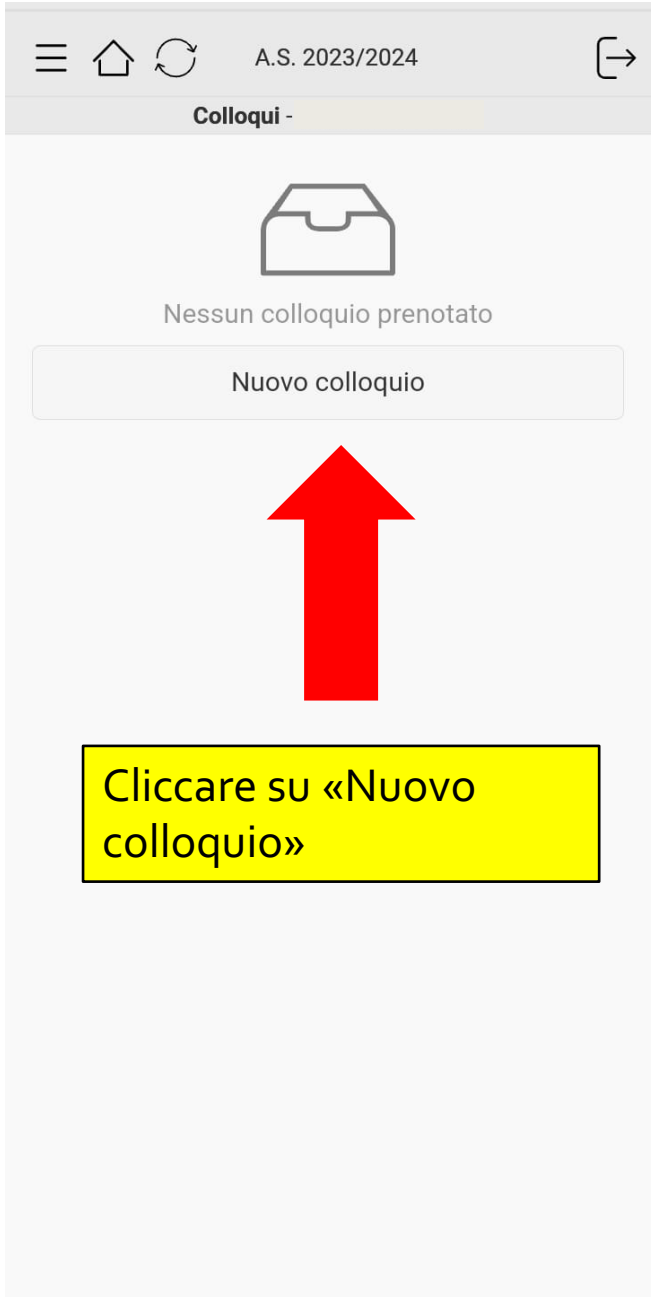 A.S. 2023/2024
Colloqui -
Nessun colloquio prenotato
Nuovo colloquio
Cliccare su «Nuovo
colloquio»